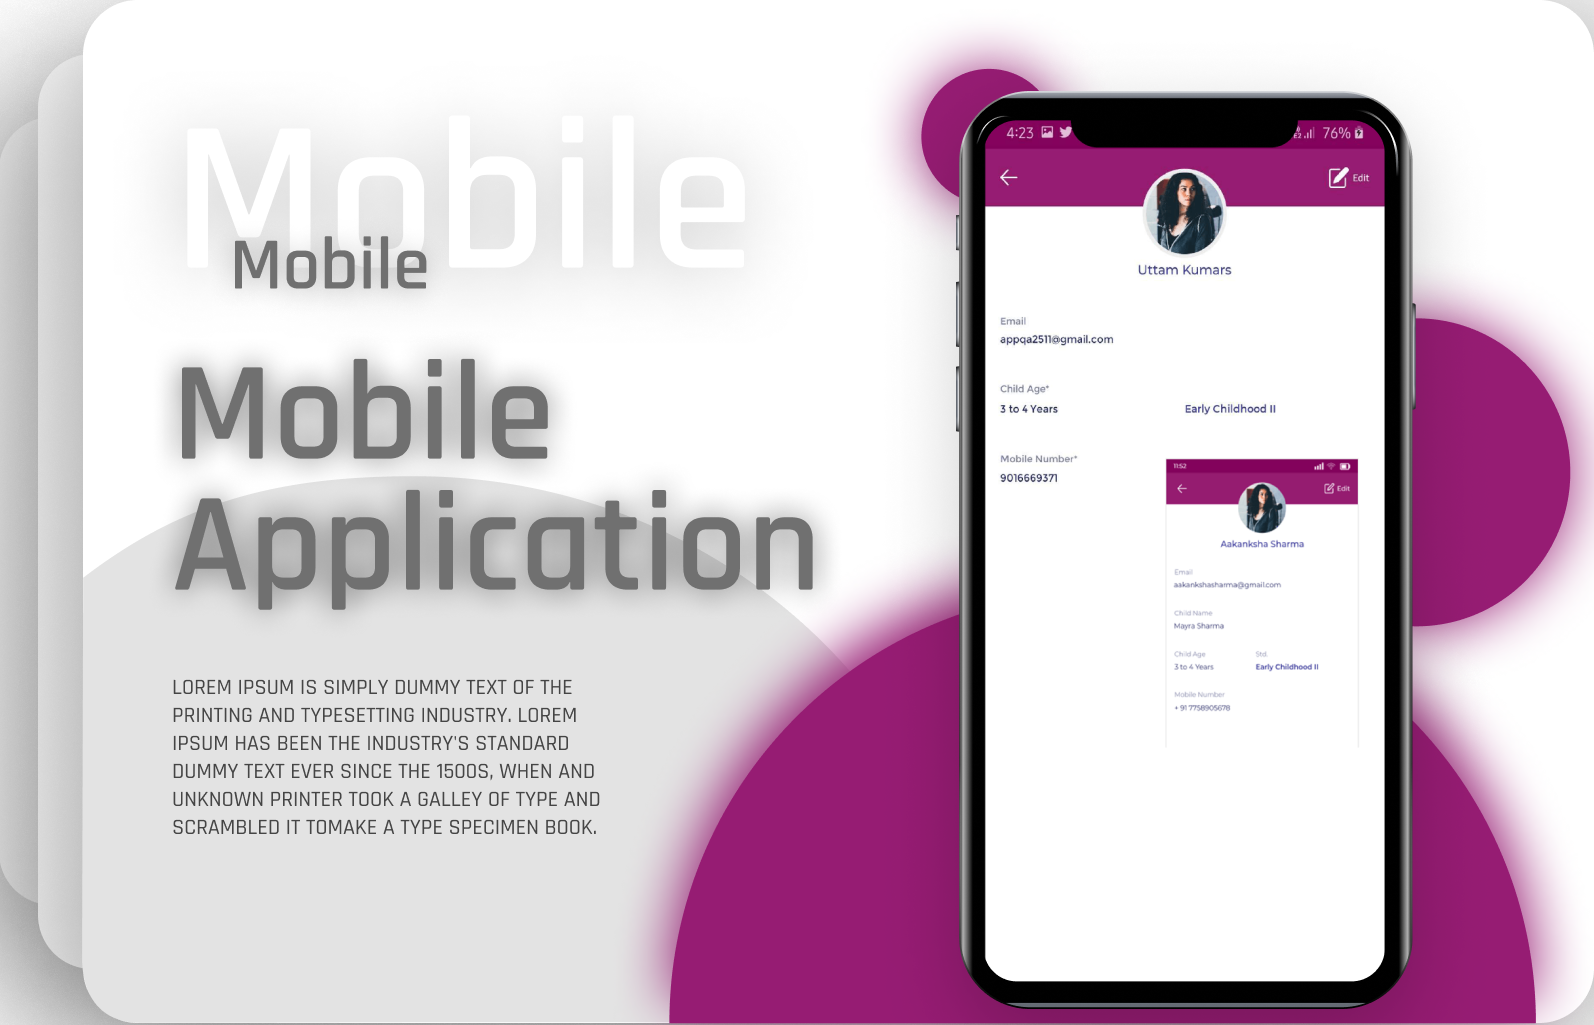 Mobile
Mobile
Mobile
Application
LOREM IPSUM IS SIMPLY DUMMY TEXT OF THE
PRINTING AND TYPESETTING INDUSTRY. LOREM
IPSUM HAS BEEN THE INDUSTRY'S STANDARD
DUMMY TEXT EVER SINCE THE 1500S, WHEN AND
UNKNOWN PRINTER TOOK A GALLEY OF TYPE AND
SCRAMBLED IT TOMAKE A TYPE SPECIMEN BOOK.
4:23 76%
Edit
Uttam Kumars
Email
appqa2511@gmail.com
Child Age*
3 to 4 Years Early Childhood II
Mobile Number*
9016669371
11:52
Edit
Aakanksha Sharma
Email
aakankshasharma@gmail.com
Child Name
Mayra Sharma
Child Age Std.
3 to 4 Years Early Childhood II
Mobile Number
+ 91 7758905678